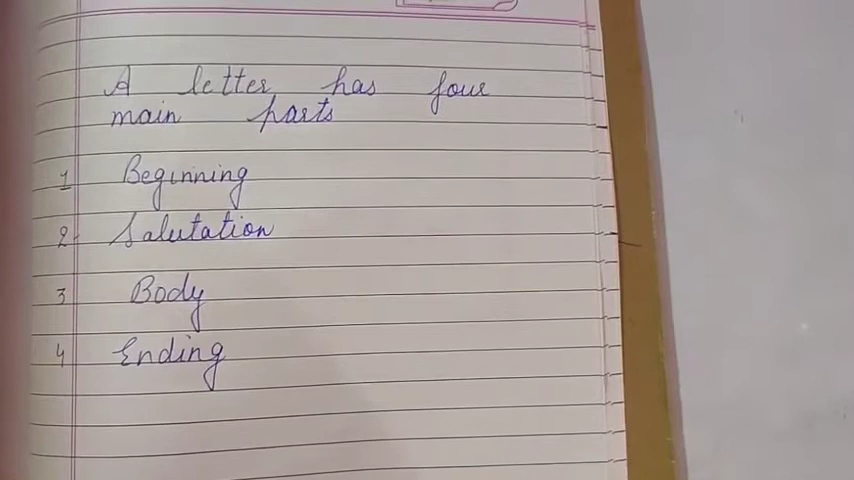 A letter has four
main parts
1 Beginning
2 Salutation
3 Body
4 Ending